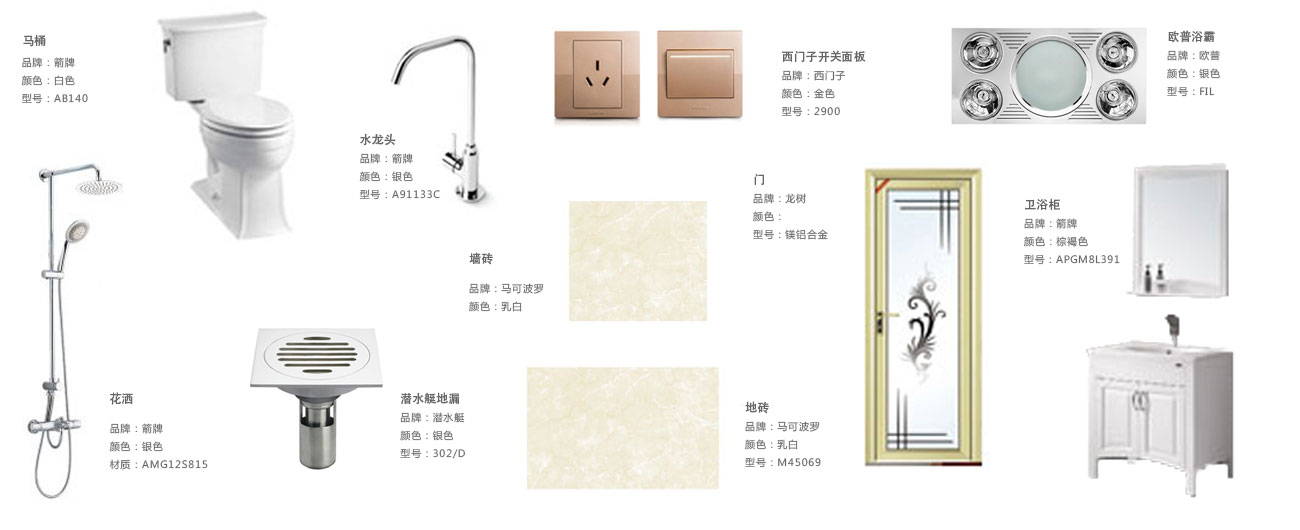 马桶
品牌：箭牌
颜色：白色
型号：AB140
水龙头
品牌：箭牌
颜色：银色
型号：A91133C
西门子开关面板
品牌：西门子
颜色：金色
型号：2900
欧普浴霸
品牌：欧普
颜色：银色
型号：FIL
门
品牌：龙树
颜色：
型号：镁铝合金
卫浴柜
品牌：箭牌
颜色：棕褐色
型号：APGM8L391
墙砖
品牌：马可波罗
颜色：乳白
花洒
品牌：箭牌
颜色：银色
材质：AMG12S815
潜水艇地漏
品牌：潜水艇
颜色：银色
型号：302/D
地砖
品牌：马可波罗
颜色：乳白
型号：M45069